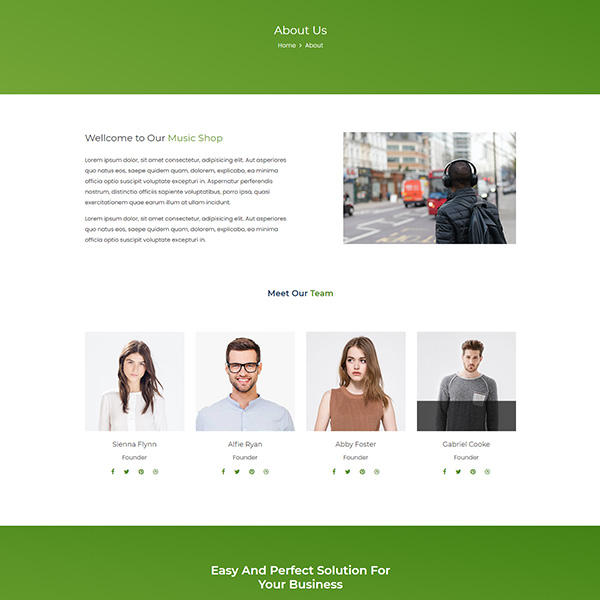 About Us
Home > About
Wellcome to Our Music Shop
Lorem ipsum dolor, sit amet consectetur, adipisicing elit. Asperiores
quo natus eos, saepe quidem quam, dolorem, explicabo, ea minima
officia optio suscipit voluptate excepturi in. Aspernatur perferendis
nostrum, distinctio officiis sapiente voluptatibus, porro ipsa, quasi
exercitationem quae earum illum at ullam incidunt.
Lorem ipsum dolor, sit amet consectetur, adipisicing elit. Asperiores
quo natus eos, saepe quidem quam, dolorem, explicabo, ea minima
officia optio suscipit voluptate excepturi in.
Meet Our Team
Sienna Flynn
Founder
Alfie Ryan
Founder
Abby Foster
Founder
Gabriel Cooke
Founder
Easy And Perfect Solution For
Your Business